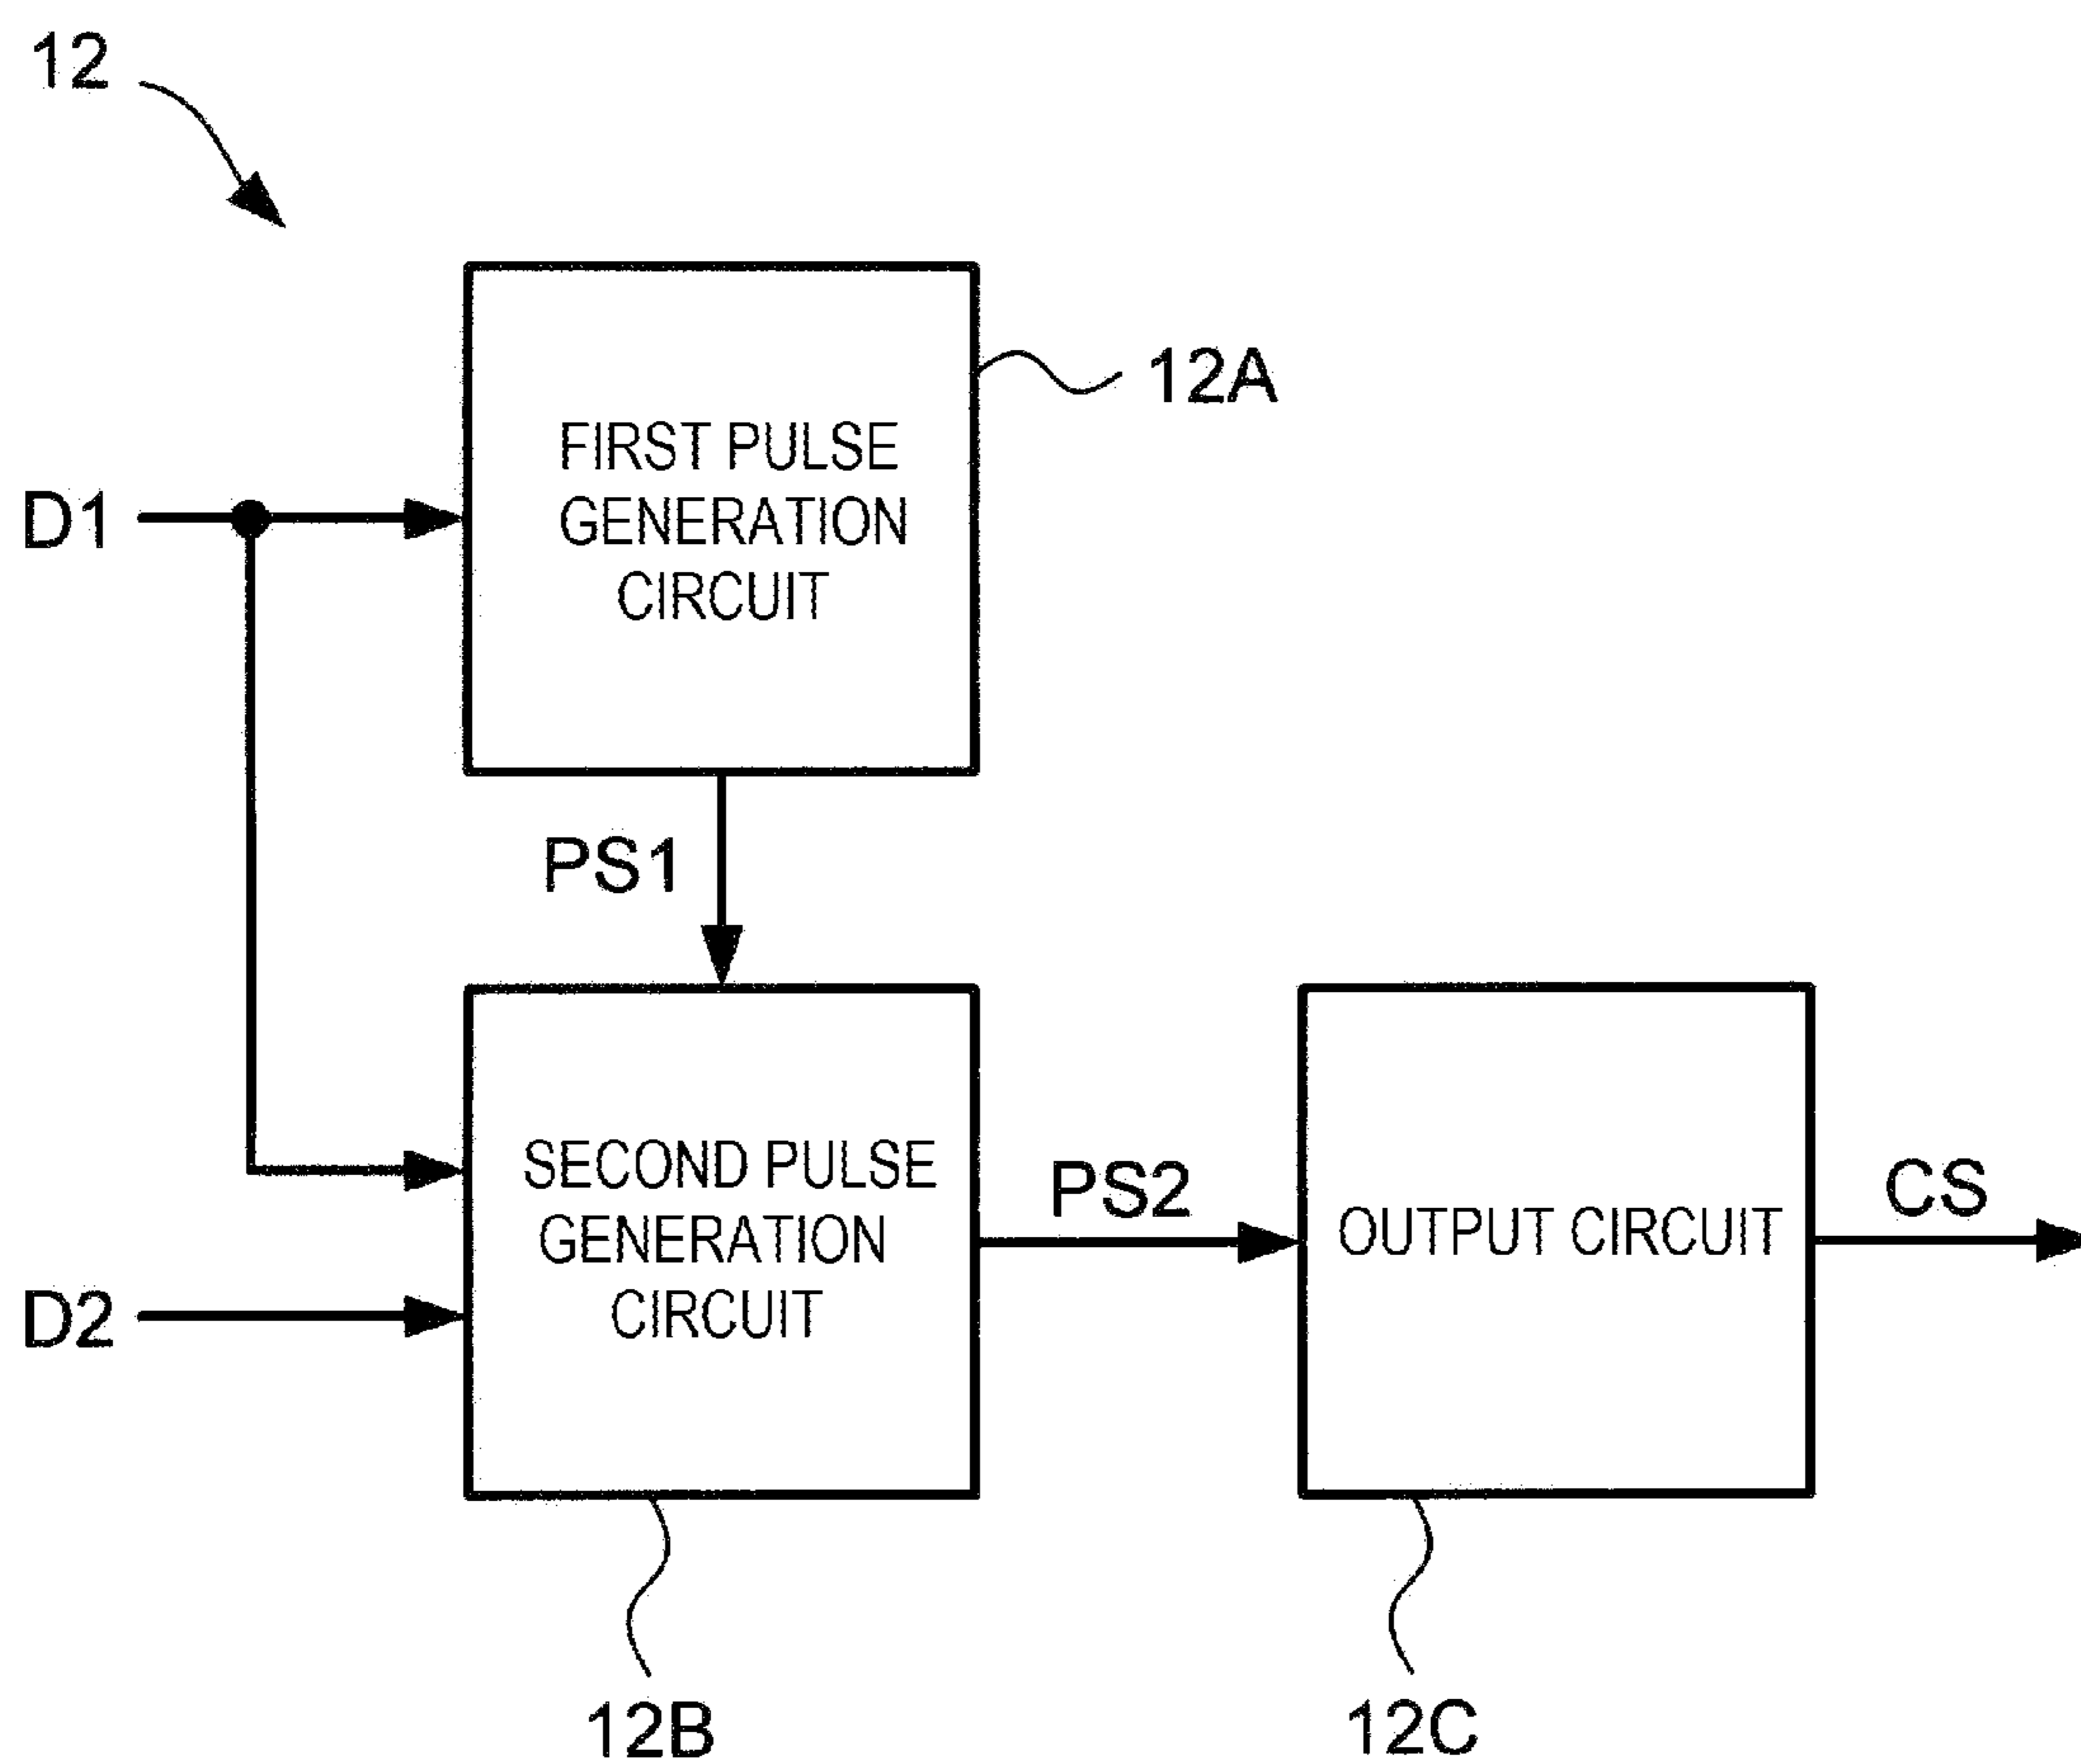 12
FIRST PULSE
GENERATION
CIRCUIT
12A
D1
PS1
SECOND PULSE
GENERATION
CIRCUIT
PS2
OUTPUT CIRCUIT
CS
D2
12B
12C